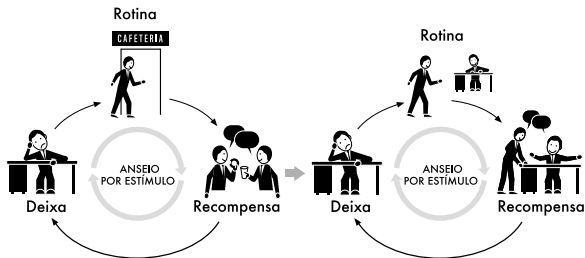 Rotina
CAFETERIA
ANSEIO
POR ESTÍMULO
Deixa
Recompensa
Rotina
ANSEIO
POR ESTÍMULO
Deixa
Recompensa